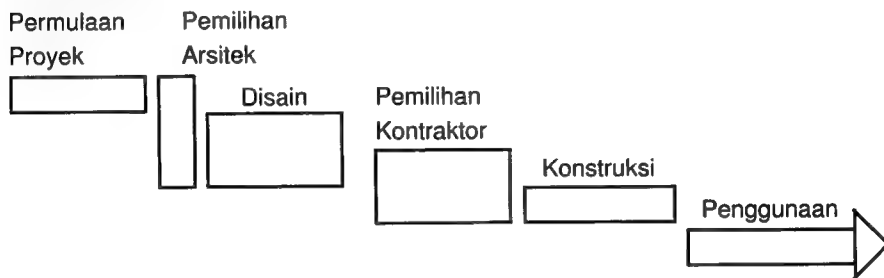 Permulaan
Proyek
Pemilihan
Arsitek
Disain
Pemilihan
Kontraktor
Konstruksi
Penggunaan